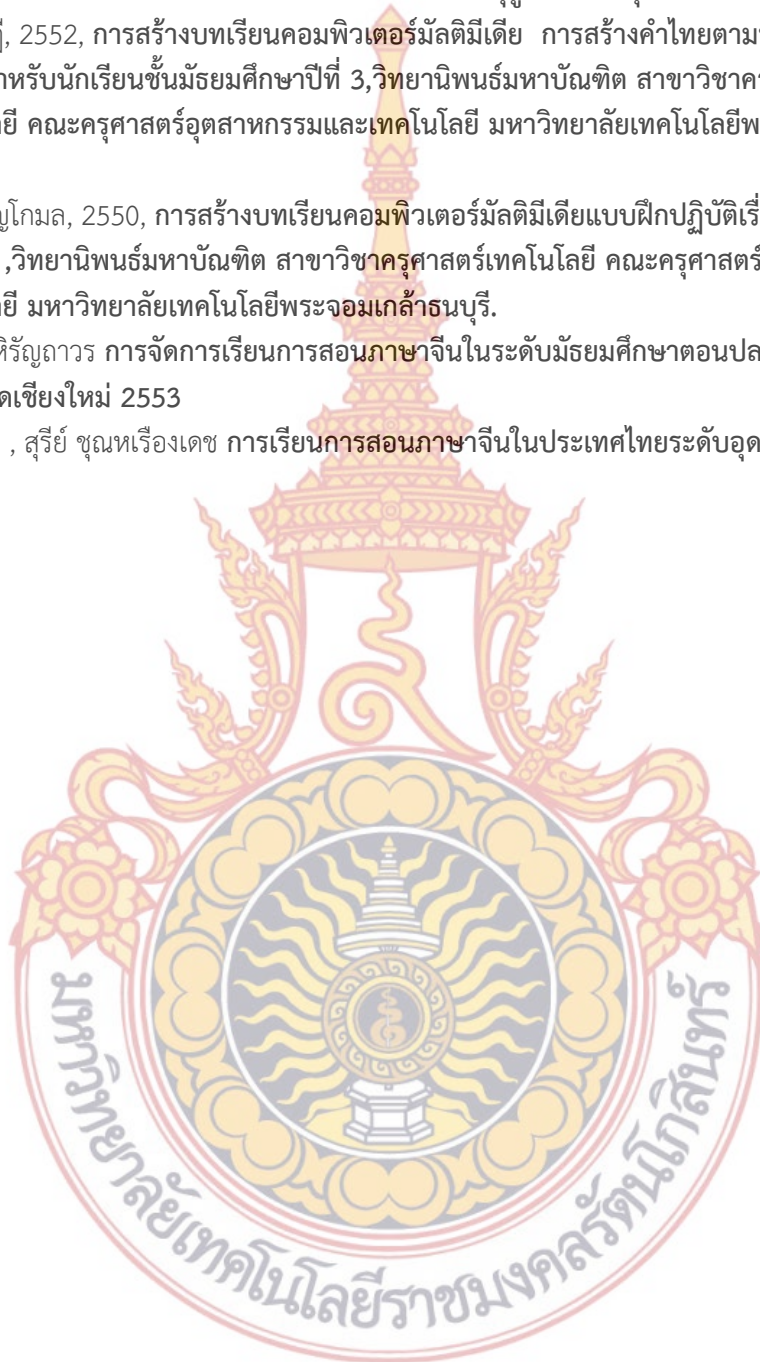 2552, การสร้างบทเรียนคอมพิวเตอร์มัลติมีเดีย การสร้างคำไทยตาม
สำหรับนักเรียนชั้นมัธยมศึกษาปีที่ 3,วิทยานิพนธ์มหาบัณฑิต สาขาวิชา
คณะครุศาสตร์อุตสาหกรรมและเทคโนโลยี มหาวิทยาลัยเทคโนโลยี
ญโกมล, 2550, การสร้างบทเรียนคอมพิวเตอร์มัลติมีเดียแบบฝึกปฏิบัติเรื่
,วิทยานิพนธ์มหาบัณฑิต สาขาวิชาครุศาสตร์เทคโนโลยี คณะครุศาสตร์
มหาวิทยาลัยเทคโนโลยีพระจอมเกล้าธนบุรี.
หิรัญถาวร การจัดการเรียนการสอนภาษาจีนในระดับมัธยมศึกษาตอนปล
ดเชียงใหม่ 2553
, สุรีย์ ชุณหเรืองเดช การเรียนการสอนภาษาจีนในประเทศไทยระดับอุด
มหาวิทยาลัยเทคโนโลยีราชมงคลรัตนโกสินทร์